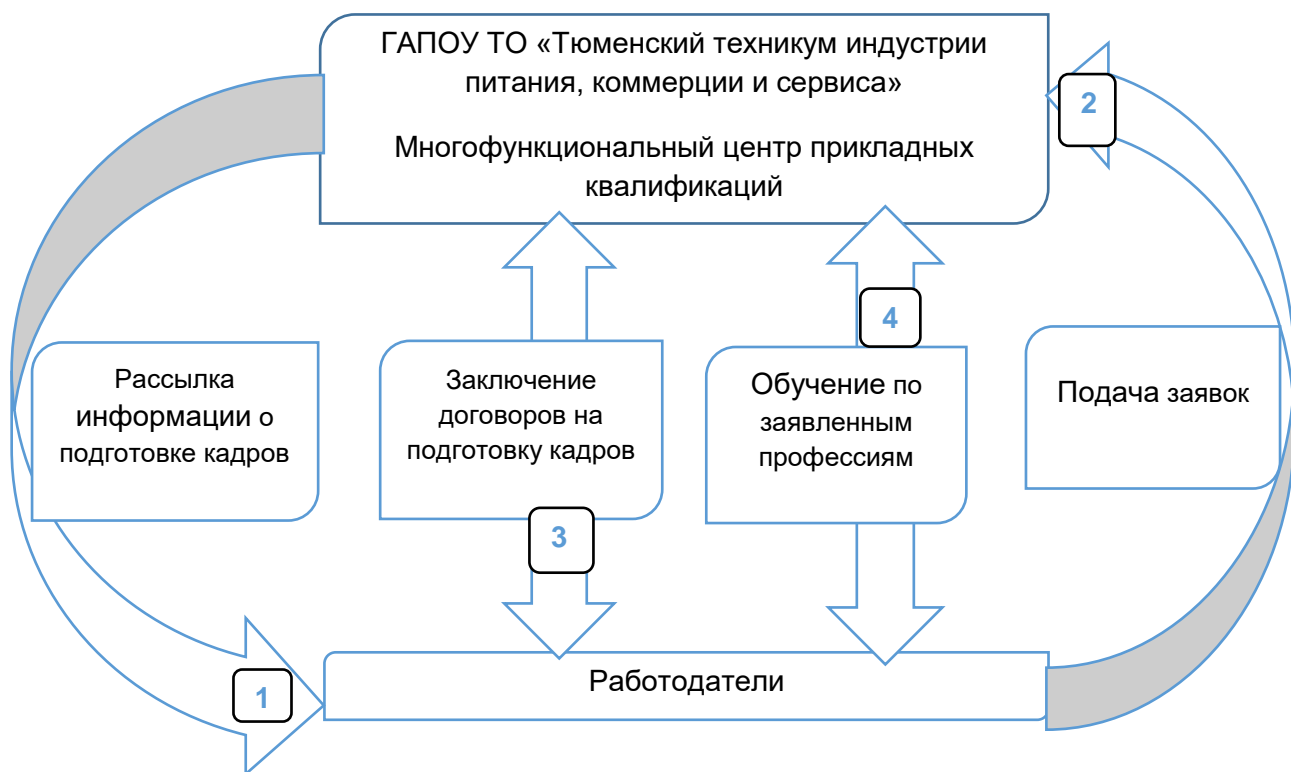 ГАПОУ ТО «Тюменский техникум индустрии
питания, коммерции и сервиса»
Многофункциональный центр прикладных
квалификаций
2
4
Рассылка
информации о
подготовке кадров
Заключение
договоров на
подготовку кадров
Обучение по
заявленным
профессиям
Подача заявок
3
1
Работодатели